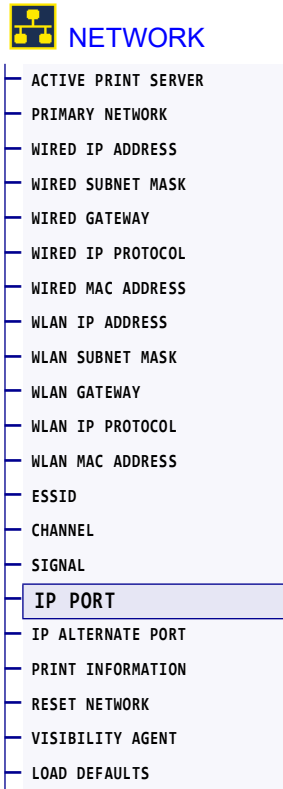 NETWORK
ACTIVE PRINT SERVER
PRIMARY NETWORK
WIRED IP ADDRESS
WIRED SUBNET MASK
WIRED GATEWAY
WIRED IP PROTOCOL
WIRED MAC ADDRESS
WLAN IP ADDRESS
WLAN SUBNET MASK
WLAN GATEWAY
WLAN IP PROTOCOL
WLAN MAC ADDRESS
ESSID
CHANNEL
SIGNAL
IP PORT
IP ALTERNATE PORT
PRINT INFORMATION
RESET NETWORK
VISIBILITY AGENT
LOAD DEFAULTS